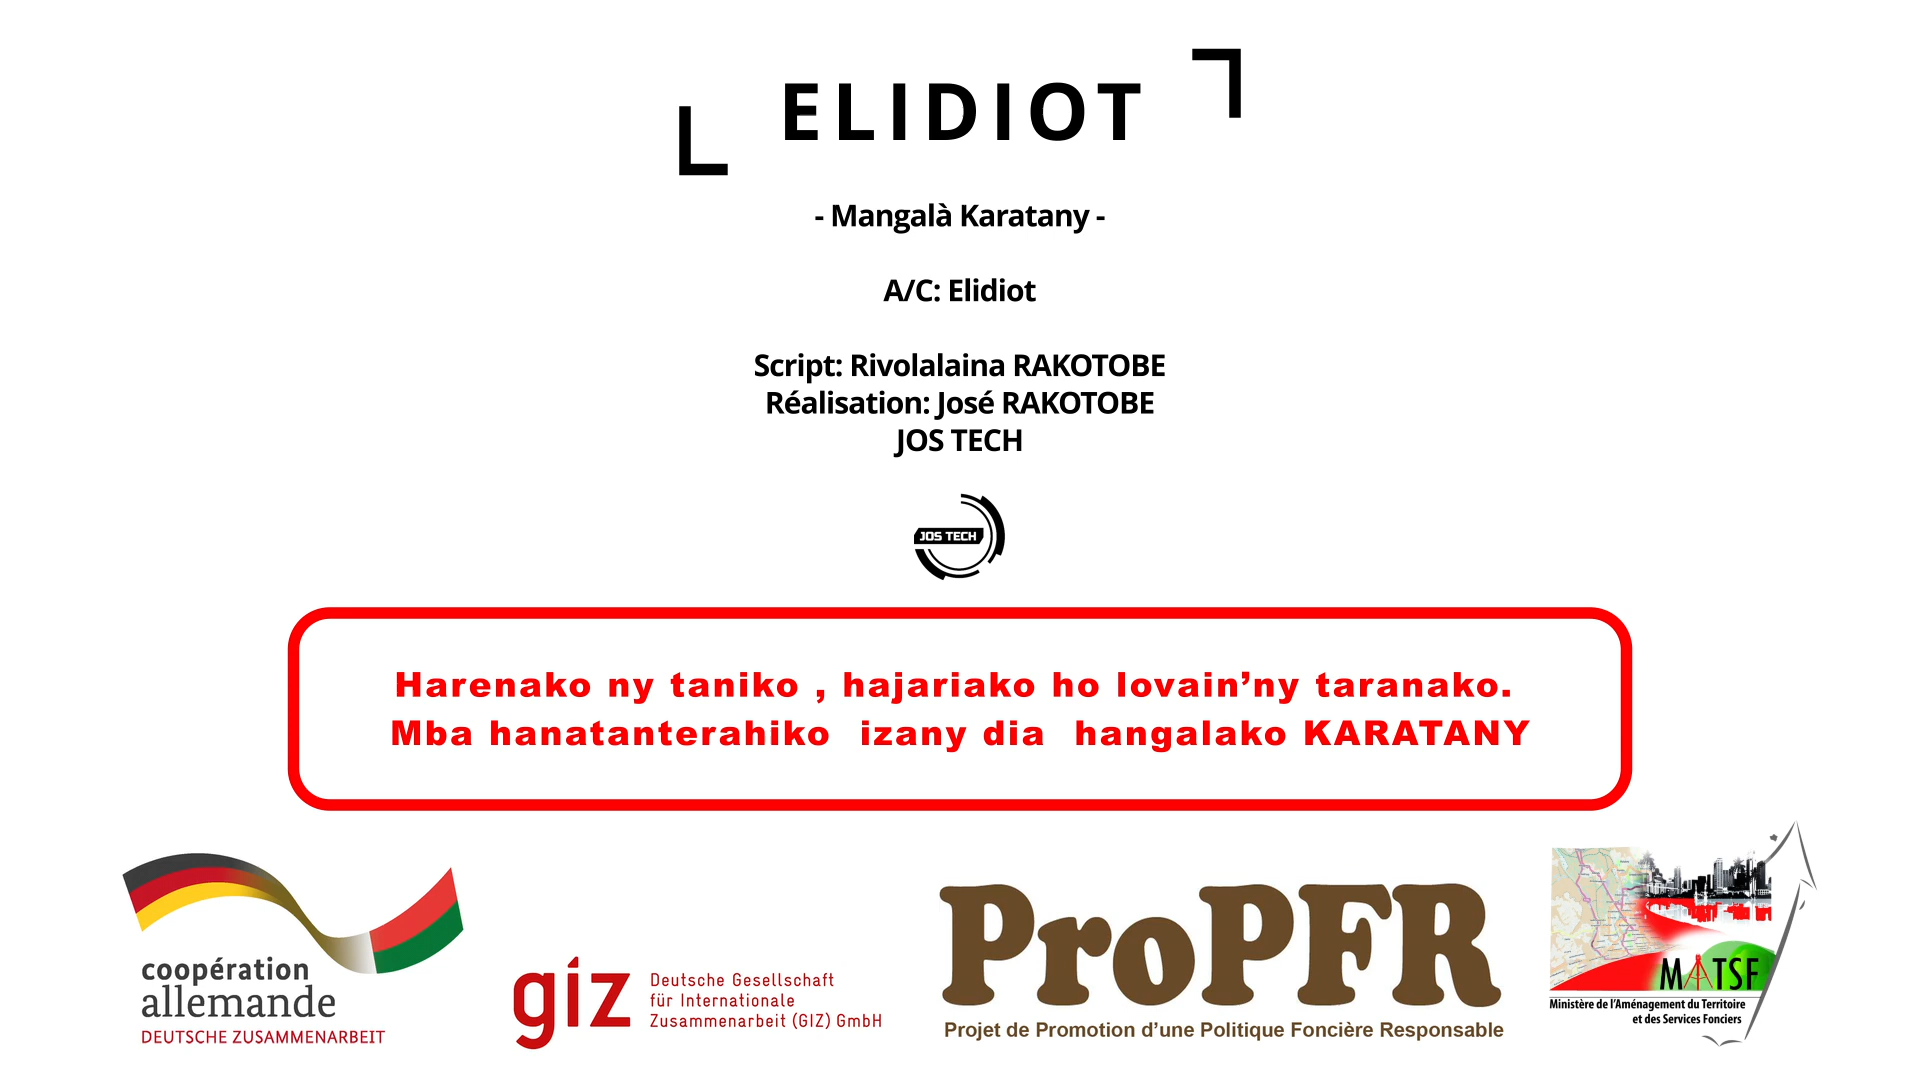 ELIDIOT
- Mangalà Karatany -
A/C: Elidiot
Script: Rivolalaina RAKOTOBE
Réalisation: José RAKOTOBE
JOS TECH
JOS TECH
Harenako ny taniko , hajariako ho lovain’ny taranako.
Mba hanatanterahiko izany dia hangalako KARATANY
coopération
allemande
DEUTSCHE ZUSAMMENARBEIT
giz
Deutsche Gesellschaft
für Internationale
Zusammenarbeit (GIZ) GmbH
ProPFR
Projet de Promotion d’une Politique Foncière Responsable
MATSF
Ministère de l’Aménagement du Territoire
et des Services Fonciers